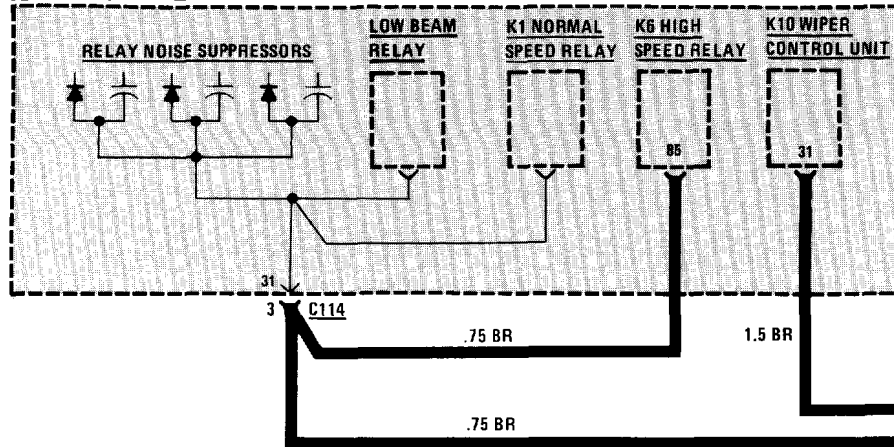 RELAY NOISE SUPPRESSORS
LOW BEAM
RELAY
K1 NORMAL
SPEED RELAY
K6 HIGH
SPEED RELAY
K10 WIPER
CONTROL UNIT
85
31
31
3
C114
.75 BR
1.5 BR
.75 BR